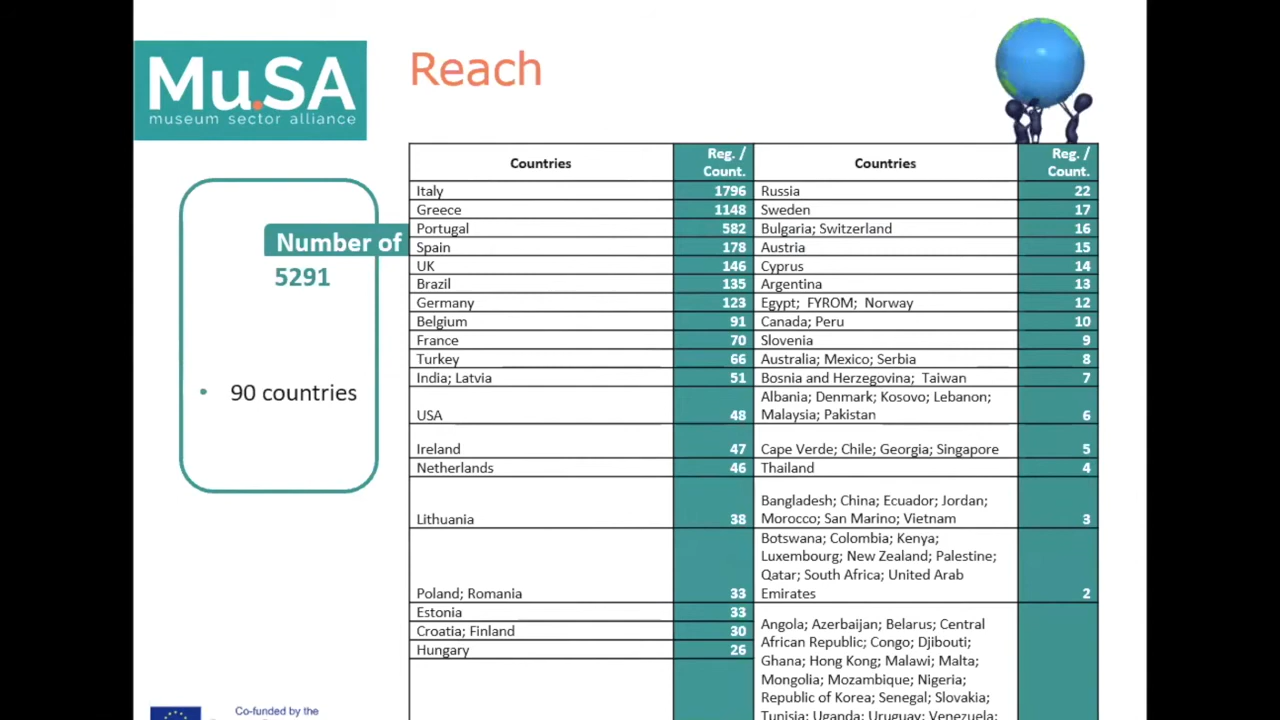 Mu.SA
museum sector alliance
Reach
Number of
5291
• 90 countries
Countries Reg. / Count. Countries Reg. / Count.
Italy 1796 Russia 22
Greece 1148 Sweden 17
Portugal 582 Bulgaria; Switzerland 16
Spain 178 Austria 15
UK 146 Cyprus 14
Brazil 135 Argentina 13
Germany 123 Egypt; FYROM; Norway 12
Belgium 91 Canada; Peru 10
France 70 Slovenia 9
Turkey 66 Australia; Mexico; Serbia 8
India; Latvia 51 Bosnia and Herzegovina; Taiwan 7
Albania; Denmark; Kosovo; Lebanon;
USA 48 Malaysia; Pakistan 6
Ireland 47 Cape Verde; Chile; Georgia; Singapore 5
Netherlands 46 Thailand 4
Bangladesh; China; Ecuador; Jordan;
Lithuania 38 Morocco; San Marino; Vietnam 3
Botswana; Colombia; Kenya;
Luxembourg; New Zealand; Palestine;
Qatar; South Africa; United Arab
Poland; Romania 33 Emirates 2
Estonia 33
Croatia; Finland 30
Hungary 26
Angola; Azerbaijan; Belarus; Central
African Republic; Congo; Djibouti;
Ghana; Hong Kong; Malawi; Malta;
Mongolia; Mozambique; Nigeria;
Republic of Korea; Senegal; Slovakia;
Tunisia; Uganda; Uruguay; Venezuela;
Co-funded by the